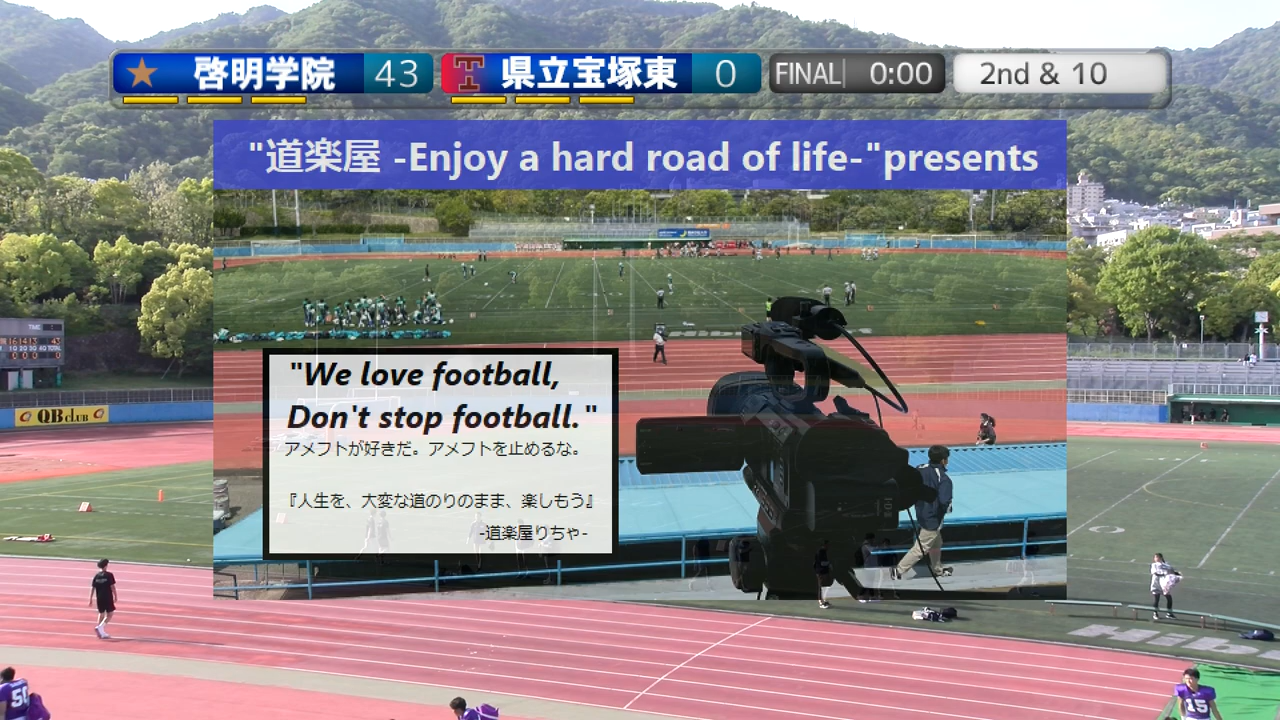 啓明学院 43 県立宝塚東 0 FINAL 0:00 2nd & 10
"道楽屋 -Enjoy a hard road of life-"presents
"We love football,
Don't stop football."
アメフトが好きだ。アメフトを止めるな。
『人生を、大変な道のりのまま、楽しもう』
-道楽屋りちゃ-
TIME
QB CLUB
50
15